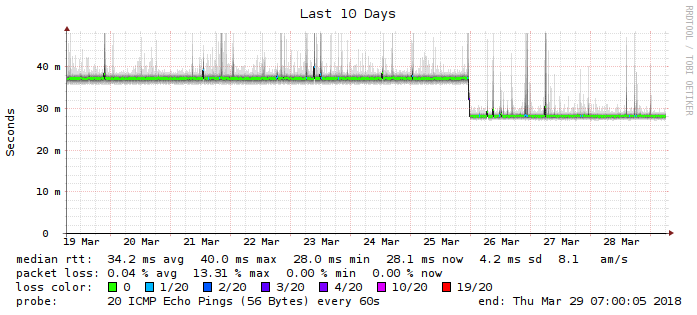 Last 10 Days
RRDTOOL / TOBI OETIKER
Seconds
40 m
30 m
20 m
10 m
0
19 Mar 20 Mar 21 Mar 22 Mar 23 Mar 24 Mar 25 Mar 26 Mar 27 Mar 28 Mar
median rtt: 34.2 ms avg 40.0 ms max 28.0 ms min 28.1 ms now 4.2 ms sd 8.1 am/s
packet loss: 0.04 % avg 13.31 % max 0.00 % min 0.00 % now
loss color: 0 1/20 2/20 3/20 4/20 10/20 19/20
probe: 20 ICMP Echo Pings (56 Bytes) every 60s end: Thu Mar 29 07:00:05 2018